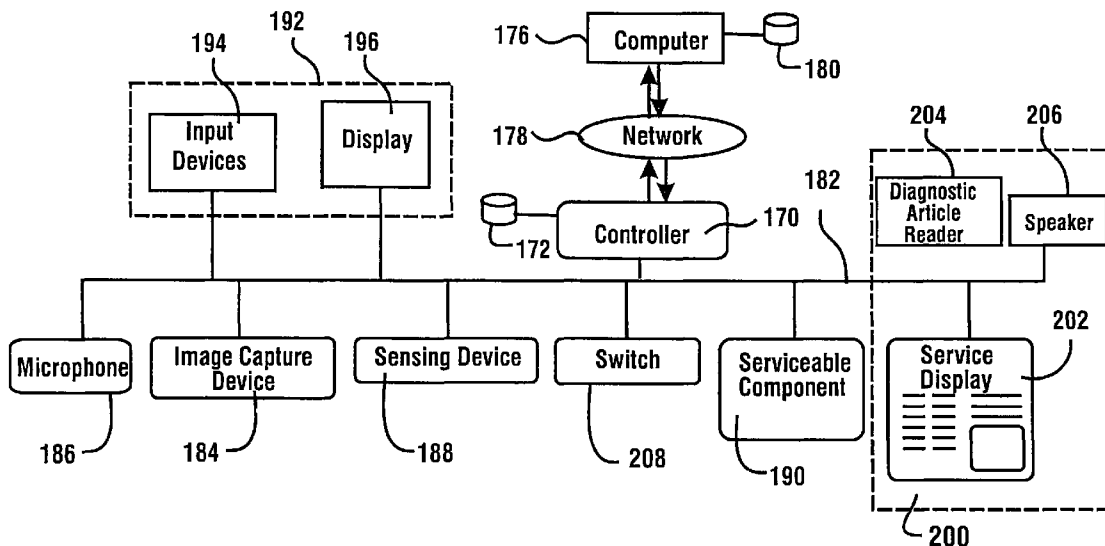 192
194
196
176
Computer
180
Input
Devices
Display
178
Network
204
206
182
Diagnostic
Article
Reader
Speaker
172
Controller
170
202
Microphone
Image Capture
Device
Sensing Device
Switch
Serviceable
Component
Service
Display
186
184
188
208
190
200